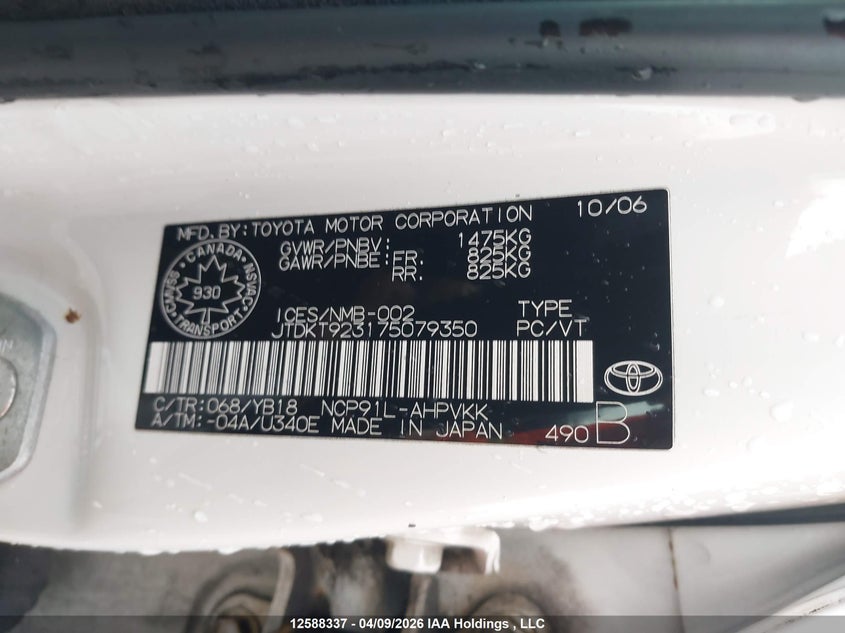 MFD.BY:TOYOTA MOTOR CORPORATION 10/06
GVWR/PNBV: 1475KG
GAWR/PNBE: FR: 825KG
RR: 825KG
CANADA
CMVSS NSVAC
930
TRANSPORT
ICES/NMB-002 TYPE
JTDKT923175079350 PC/VT
C/TR:068/YB18 NCP91L-AHPVKK
A/TM:-04A/U340E MADE IN JAPAN 490 B
12588337 - 04/09/2026 IAA Holdings , LLC